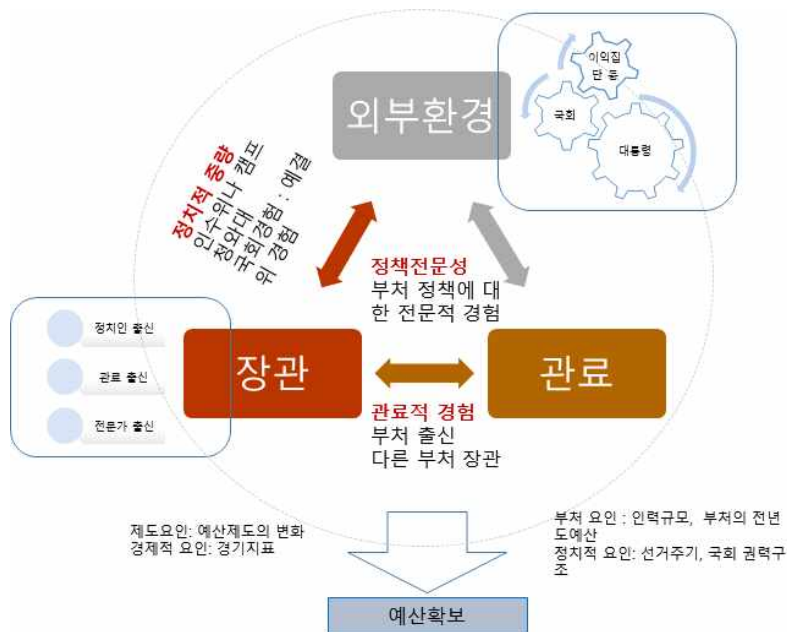 이익집
단 등
국회
대통령
외부환경
정치적 중량
인수위나 캠프
청와대
국회경험 : 예결
위 경험
정책전문성
부처 정책에 대
한 전문적 경험
정치인 출신
관료 출신
전문가 출신
장관
관료
관료적 경험
부처 출신
다른 부처 장관
제도요인: 예산제도의 변화
경제적 요인: 경기지표
부처 요인 : 인력규모, 부처의 전년
도예산
정치적 요인: 선거주기, 국회 권력구
조
예산확보